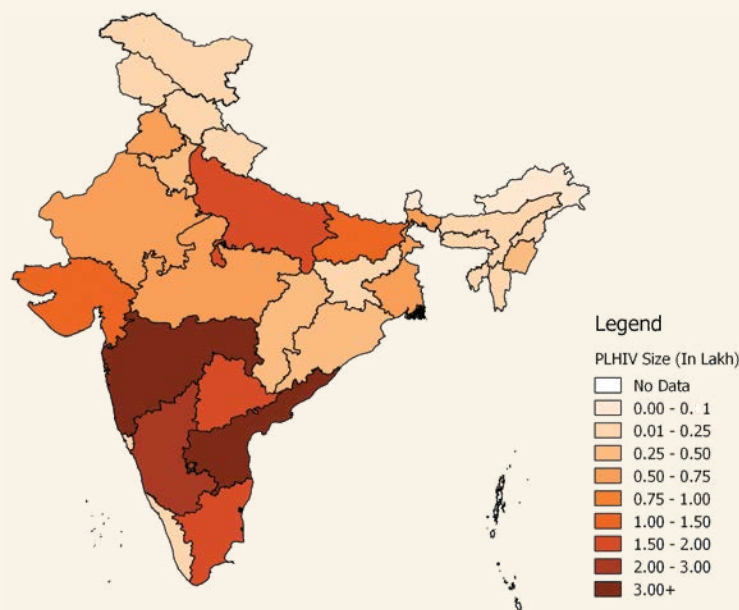 Legend
PLHIV Size (In Lakh)
No Data
0.00 - 0.1
0.01 - 0.25
0.25 - 0.50
0.50 - 0.75
0.75 - 1.00
1.00 - 1.50
1.50 - 2.00
2.00 - 3.00
3.00+